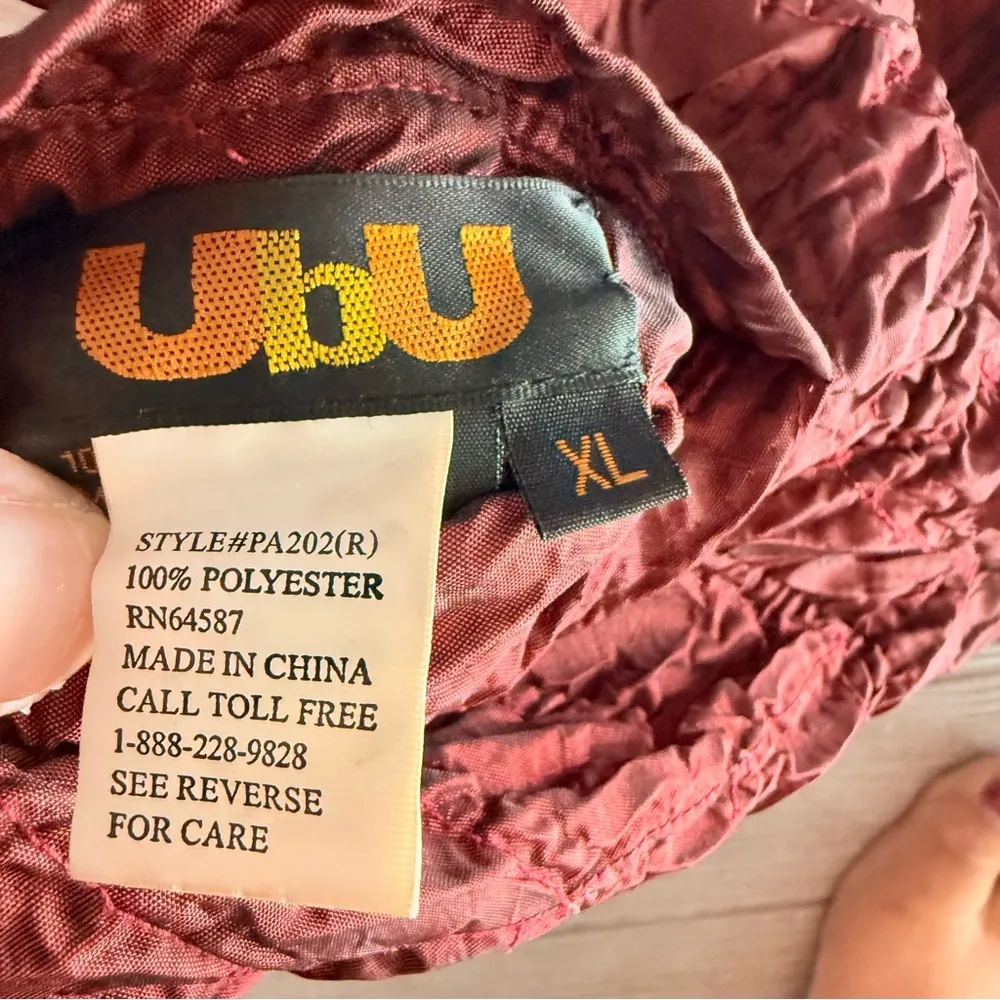 UbU
XL
10
STYLE#PA202(R)
100% POLYESTER
RN64587
MADE IN CHINA
CALL TOLL FREE
1-888-228-9828
SEE REVERSE
FOR CARE